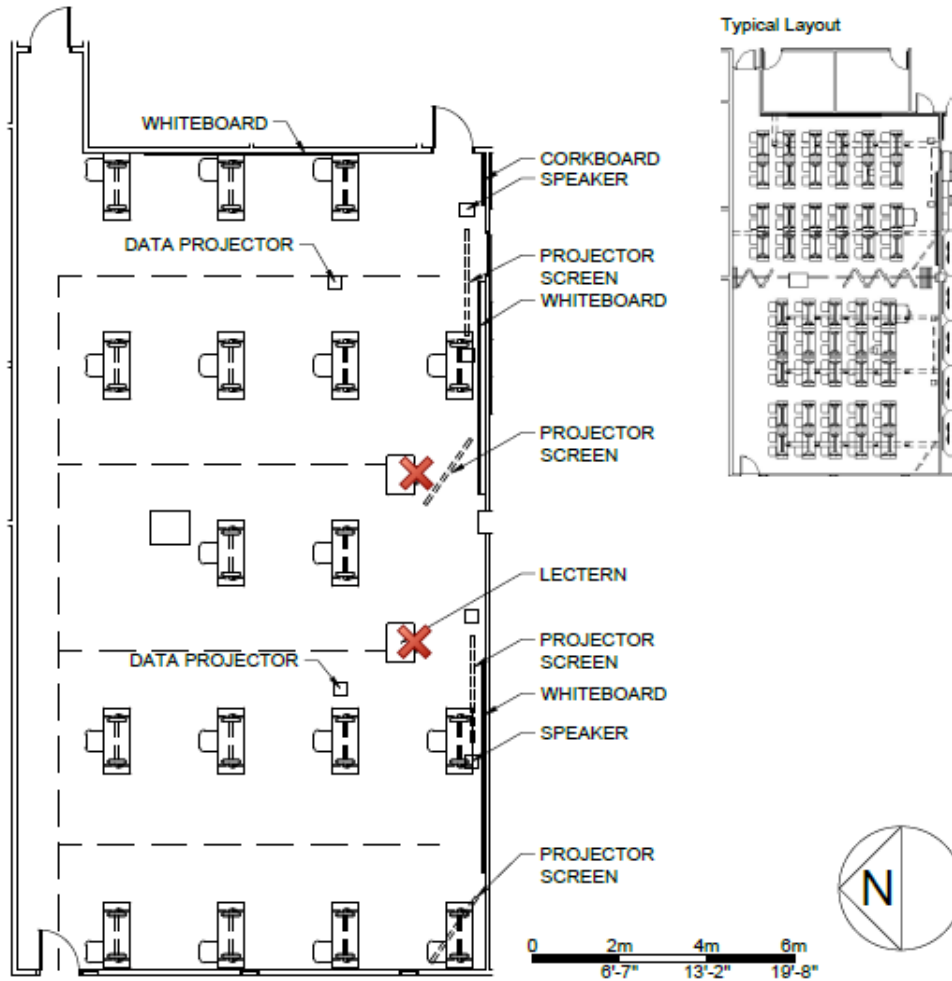 Typical Layout
WHITEBOARD
CORKBOARD
SPEAKER
DATA PROJECTOR
PROJECTOR
SCREEN
WHITEBOARD
PROJECTOR
SCREEN
LECTERN
PROJECTOR
SCREEN
DATA PROJECTOR
WHITEBOARD
SPEAKER
PROJECTOR
SCREEN
N
0 2m 4m 6m
6'-7" 13'-2" 19'-8"